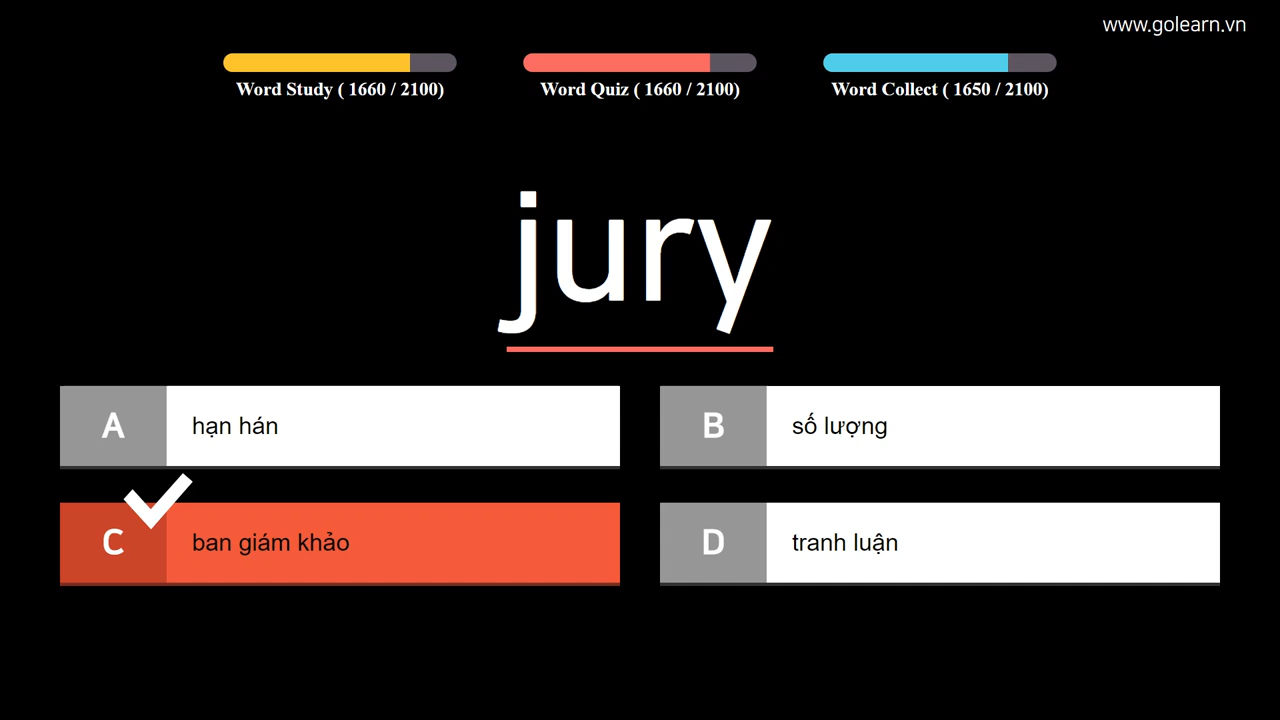 www.golearn.vn
Word Study ( 1660 / 2100)
Word Quiz ( 1660 / 2100)
Word Collect ( 1650 / 2100)
jury
A hạn hán
B số lượng
C ban giám khảo
D tranh luận